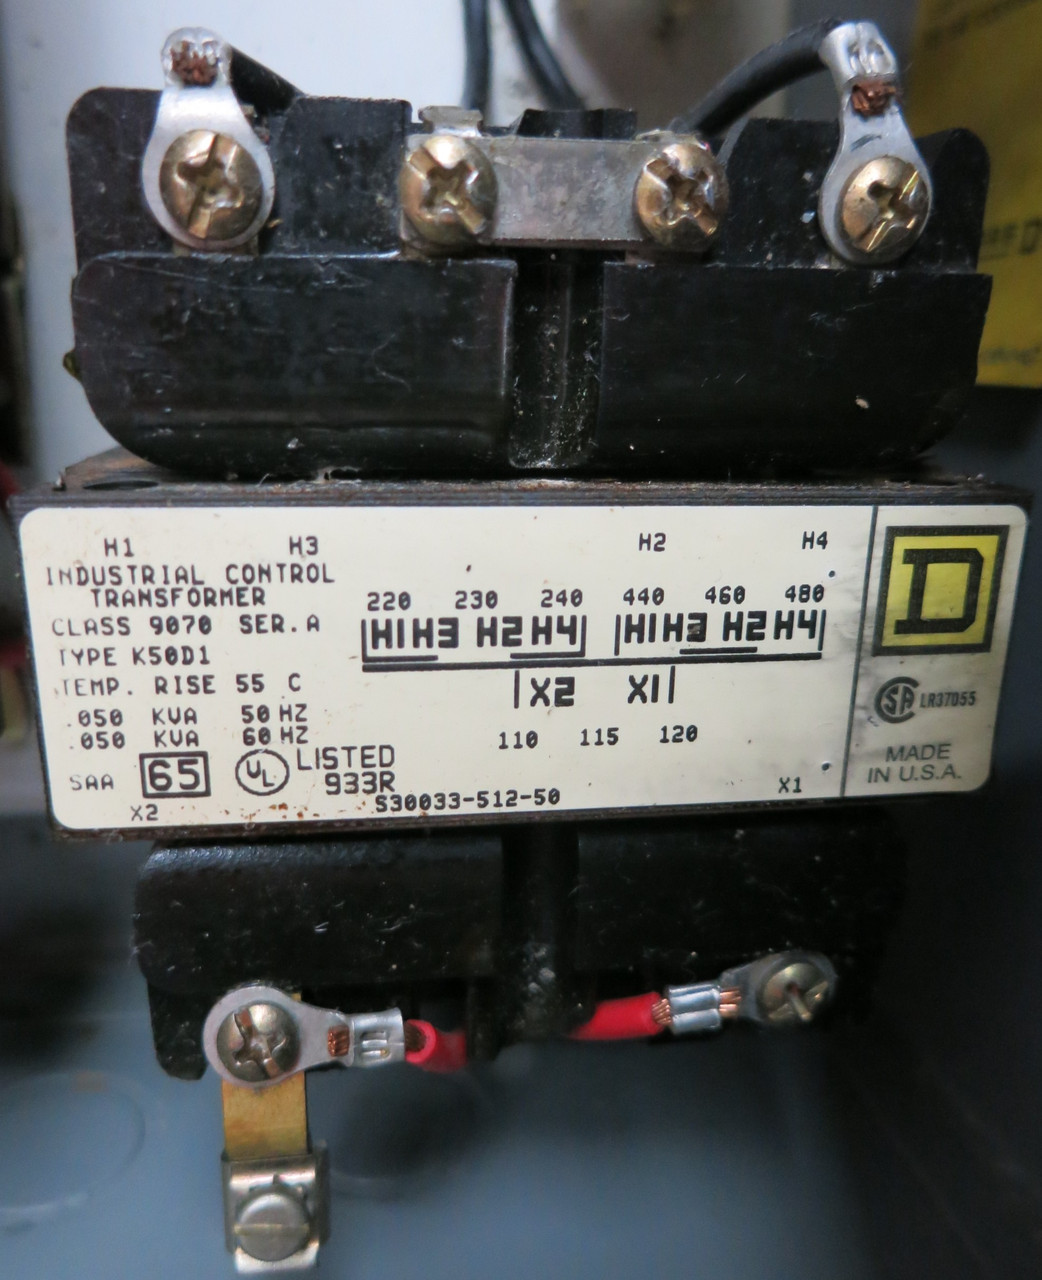 H1 H3 H2 H4
INDUSTRIAL CONTROL
TRANSFORMER
CLASS 9070 SER.A
TYPE K50D1
TEMP. RISE 55 C
.050 KVA 50 HZ
.050 KVA 60 HZ
SAA 65 UL LISTED
933R
X2 S30033-512-50 X1
220 230 240 440 460 480
H1 H3 H2 H4 H1 H3 H2 H4
X2 X1
110 115 120
D
SA LR37055
MADE
IN U.S.A.
D